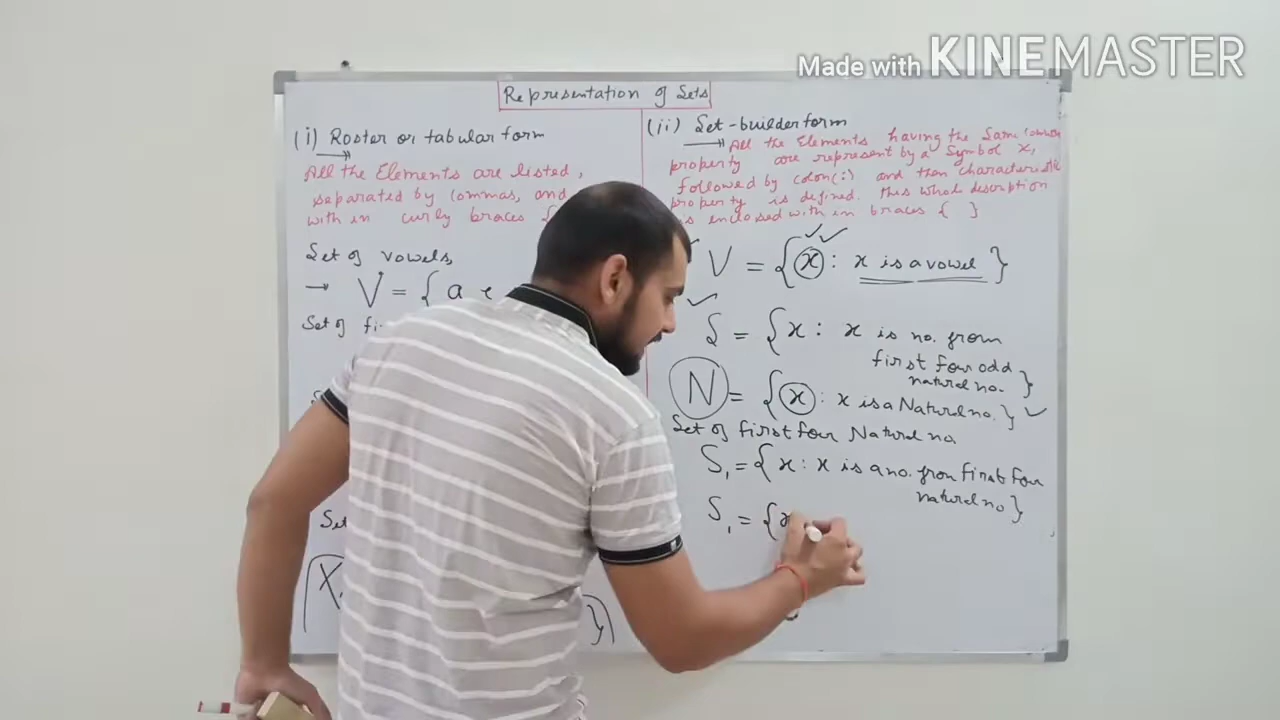 Made with KINEMASTER
Representation of Sets
(i) Roster or tabular form
All the Elements are listed,
separated by commas, and
with in curly braces {
Set of vowels
→ V = { a e
Set of fi
Set
(ii) Set-builder form
All the Elements having the Same Common
property are represent by a Symbol x,
followed by colon(:) and then characteristic
property is defined. This whole description
is enclosed with in braces { }
V = { x : x is a vowel }
S = { x : x is no. from
first four odd
natural no. }
N = { x : x is a Natural no. }
Set of first four Natural no
S₁ = { x : x is a no. from first four
natural no }
S₁ = { x